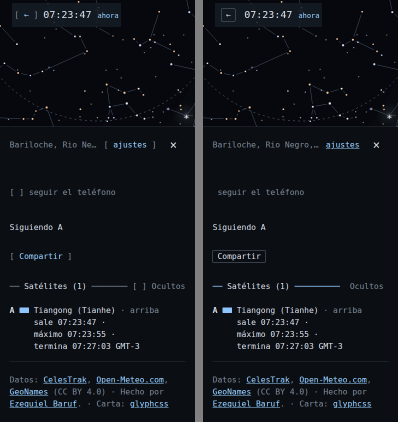 [ ← ] 07:23:47 ahora
Bariloche, Río Ne… [ ajustes ] ×
[ ] seguir el teléfono
Siguiendo A
[ Compartir ]
Satélites (1) [ ] Ocultos
A Tiangong (Tianhe) · arriba
sale 07:23:47 ·
máximo 07:23:55 ·
termina 07:27:03 GMT-3
Datos: CelesTrak, Open-Meteo.com,
GeoNames (CC BY 4.0) · Hecho por
Ezequiel Baruf. · Carta: glyphcss
← 07:23:47 ahora
Bariloche, Río Negro,… ajustes ×
seguir el teléfono
Siguiendo A
Compartir
Satélites (1) Ocultos
A Tiangong (Tianhe) · arriba
sale 07:23:47 ·
máximo 07:23:55 ·
termina 07:27:03 GMT-3
Datos: CelesTrak, Open-Meteo.com,
GeoNames (CC BY 4.0) · Hecho por
Ezequiel Baruf. · Carta: glyphcss